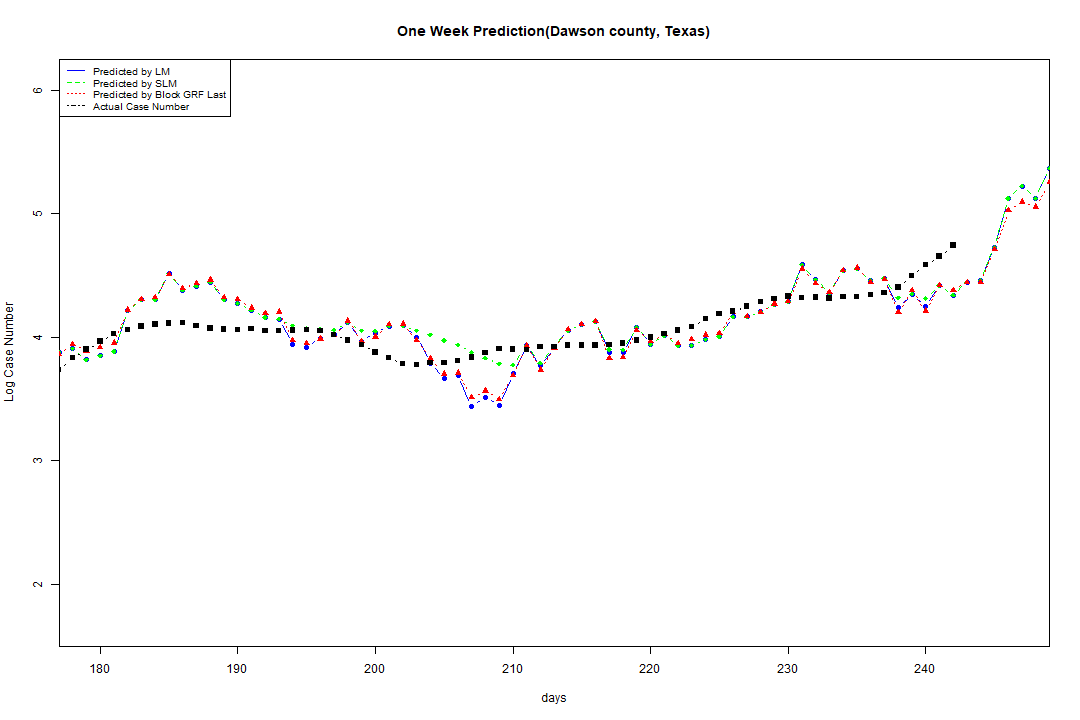 One Week Prediction(Dawson county, Texas)
Predicted by LM
Predicted by SLM
Predicted by Block GRF Last
Actual Case Number
6
5
4
3
2
Log Case Number
180 190 200 210 220 230 240
days